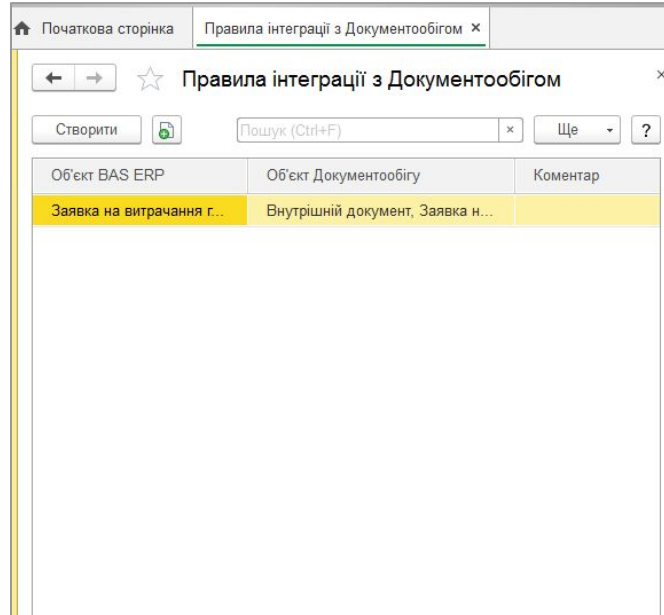 Початкова сторінка Правила інтеграції з Документообігом ×
Правила інтеграції з Документообігом ×
Створити Пошук (Ctrl+F) × Ще ?
Об'єкт BAS ERP Об'єкт Документообігу Коментар
Заявка на витрачання г... Внутрішній документ, Заявка н...